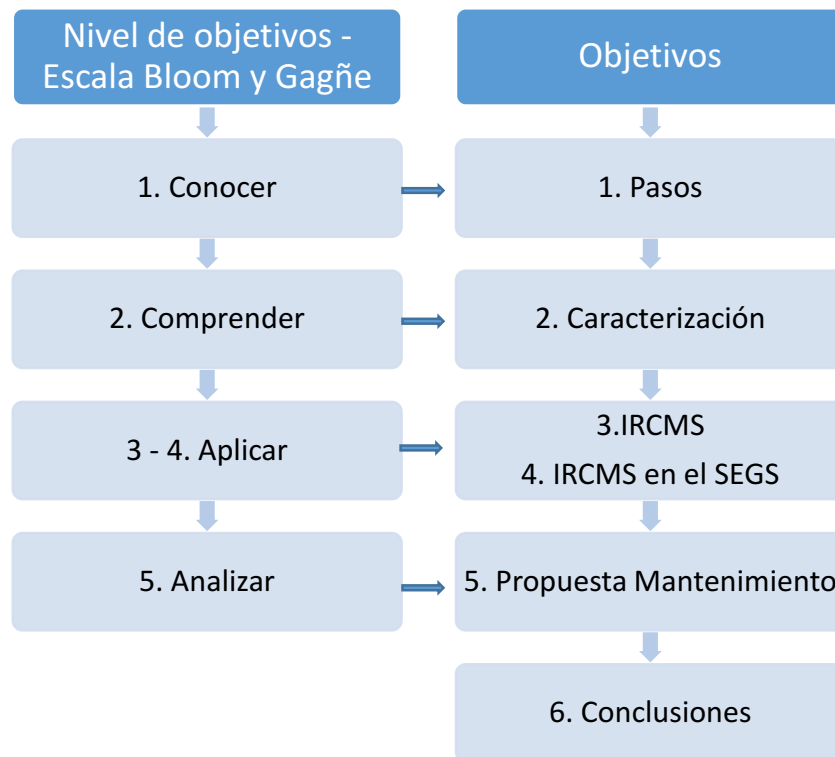 Nivel de objetivos -
Escala Bloom y Gagñe
Objetivos
1. Conocer
1. Pasos
2. Comprender
2. Caracterización
3 - 4. Aplicar
3.IRCMS
4. IRCMS en el SEGS
5. Analizar
5. Propuesta Mantenimiento
6. Conclusiones